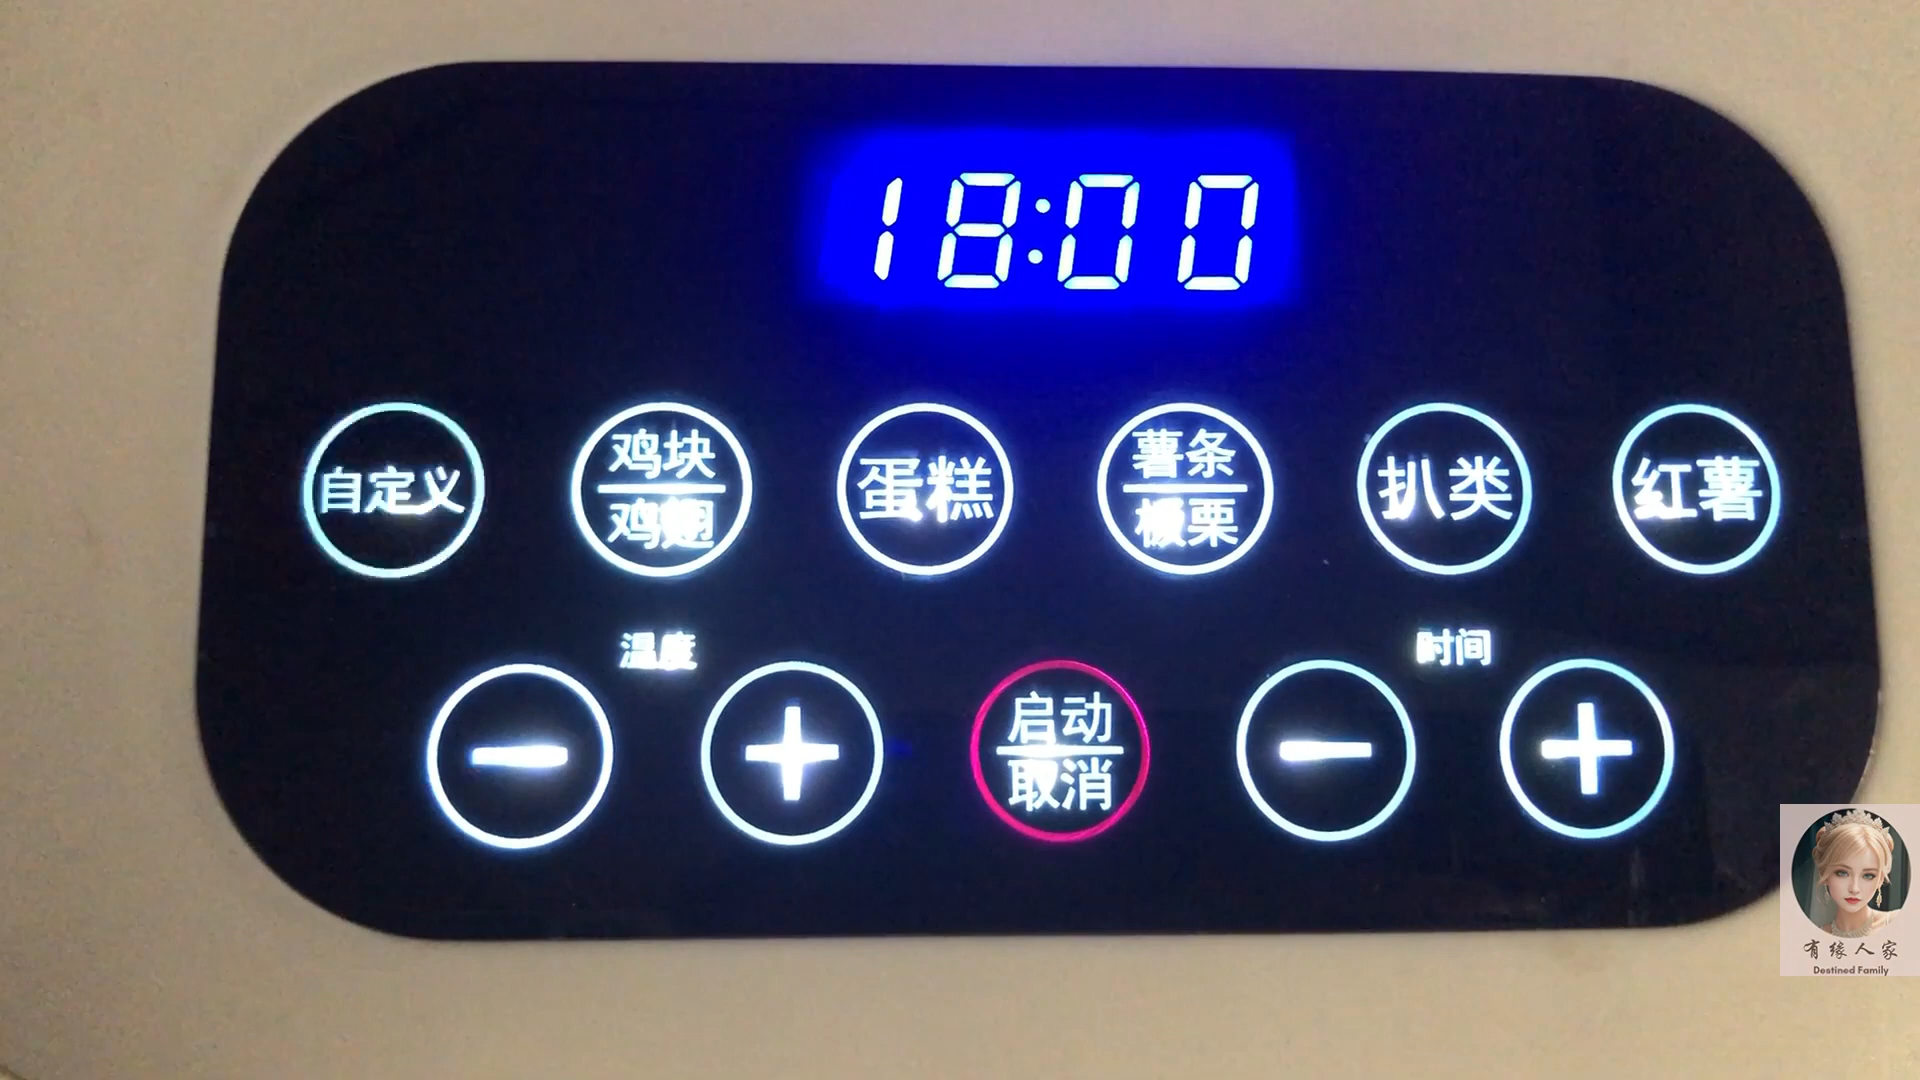 18:00
自定义
鸡块
鸡翅
蛋糕
薯条
板栗
扒类
红薯
温度
时间
− +
启动
取消
− +
有缘人家
Destined Family